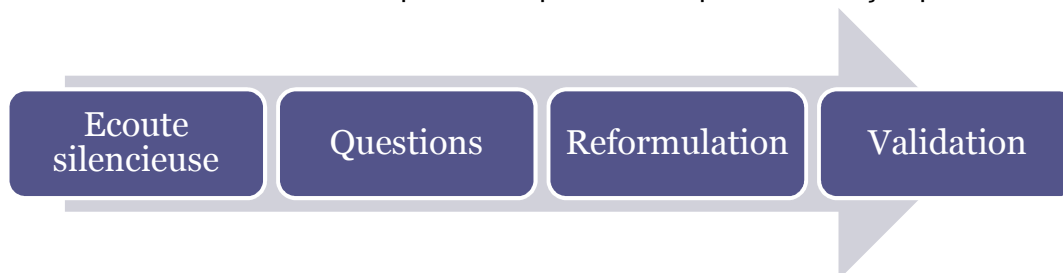 Ecoute
silencieuse
Questions
Reformulation
Validation